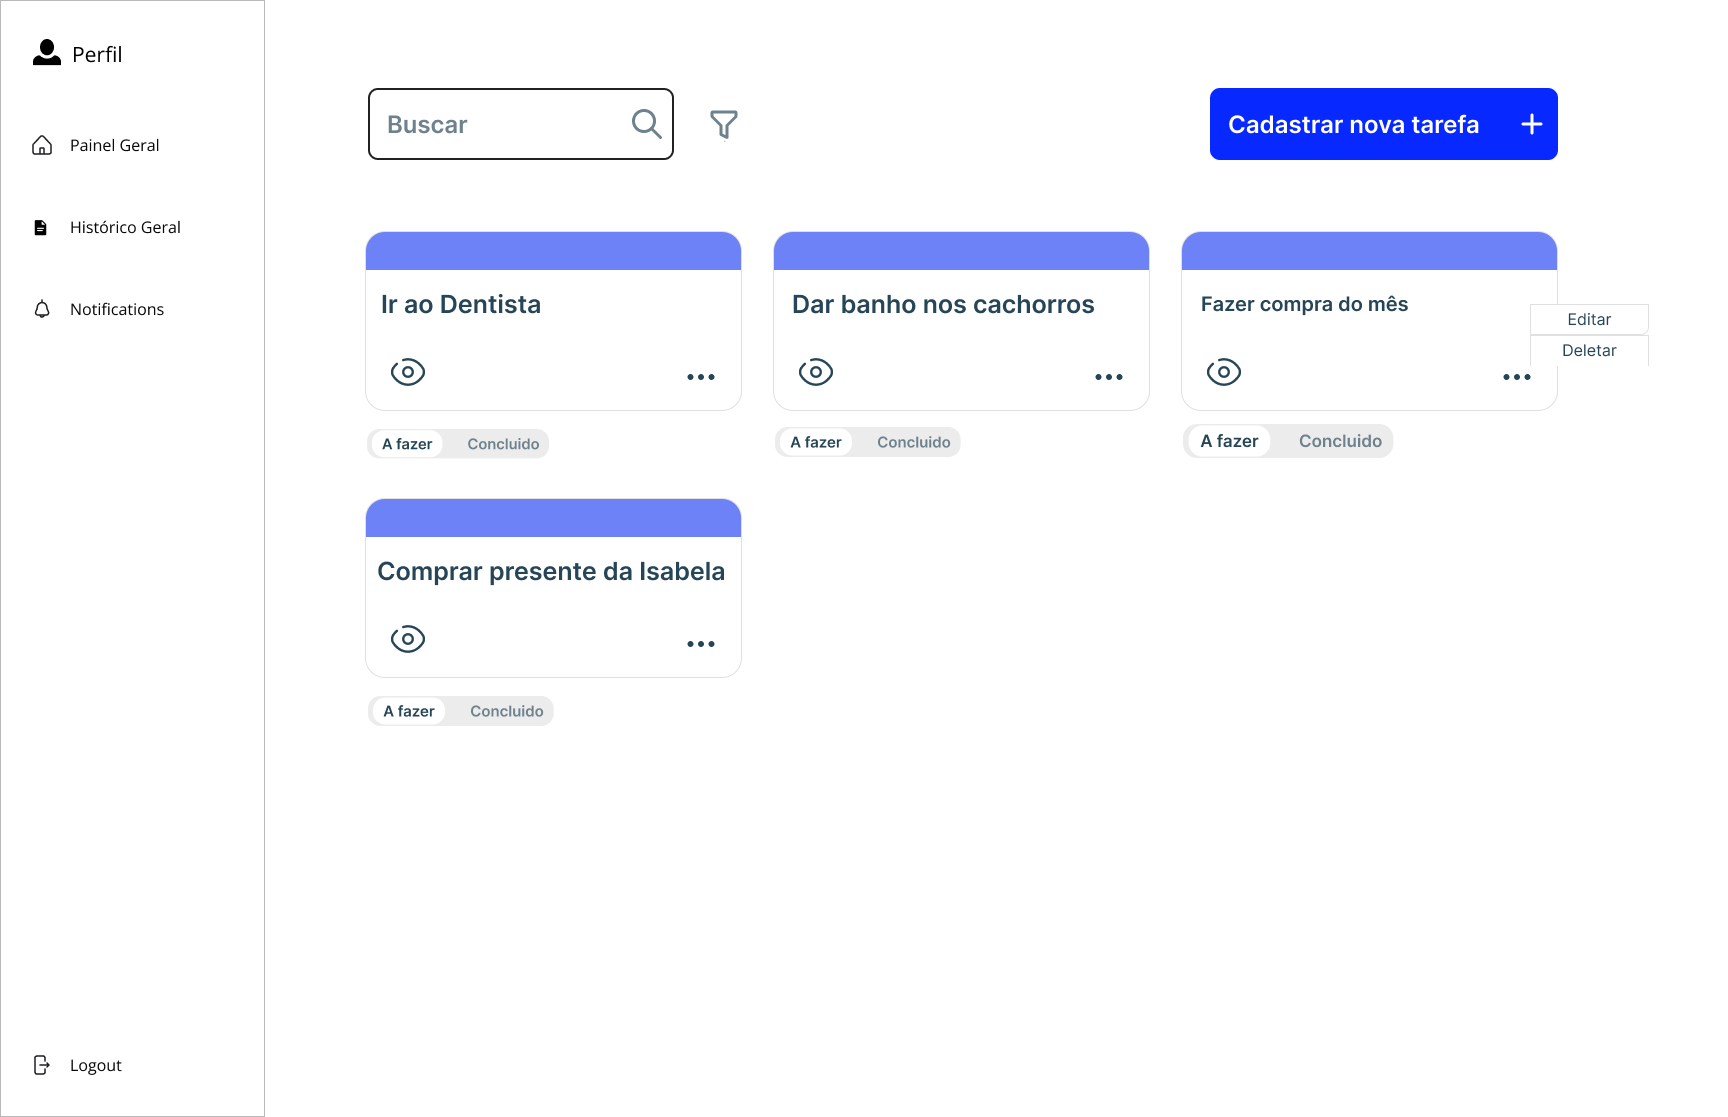 Perfil
Painel Geral
Histórico Geral
Notifications
Logout
Buscar
Cadastrar nova tarefa
Ir ao Dentista
A fazer Concluido
Dar banho nos cachorros
A fazer Concluido
Fazer compra do mês
Editar
Deletar
A fazer Concluido
Comprar presente da Isabela
A fazer Concluido